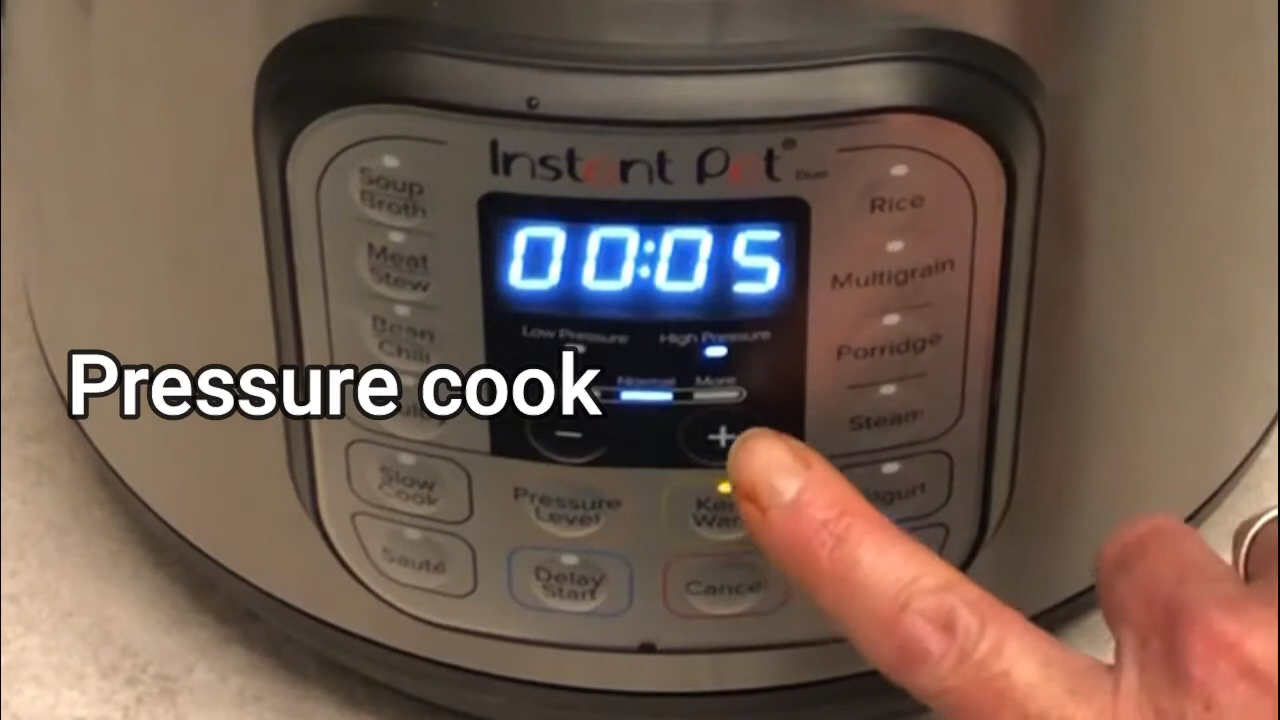 Instant Pot®
Duo
Soup
Broth
Meat
Stew
Bean
Chili
Slow
Cook
Sauté
00:05
Low Pressure
High Pressure
Normal
More
Pressure cook
−
+
Pressure
Level
Delay
Start
Cancel
Rice
Multigrain
Porridge
Steam